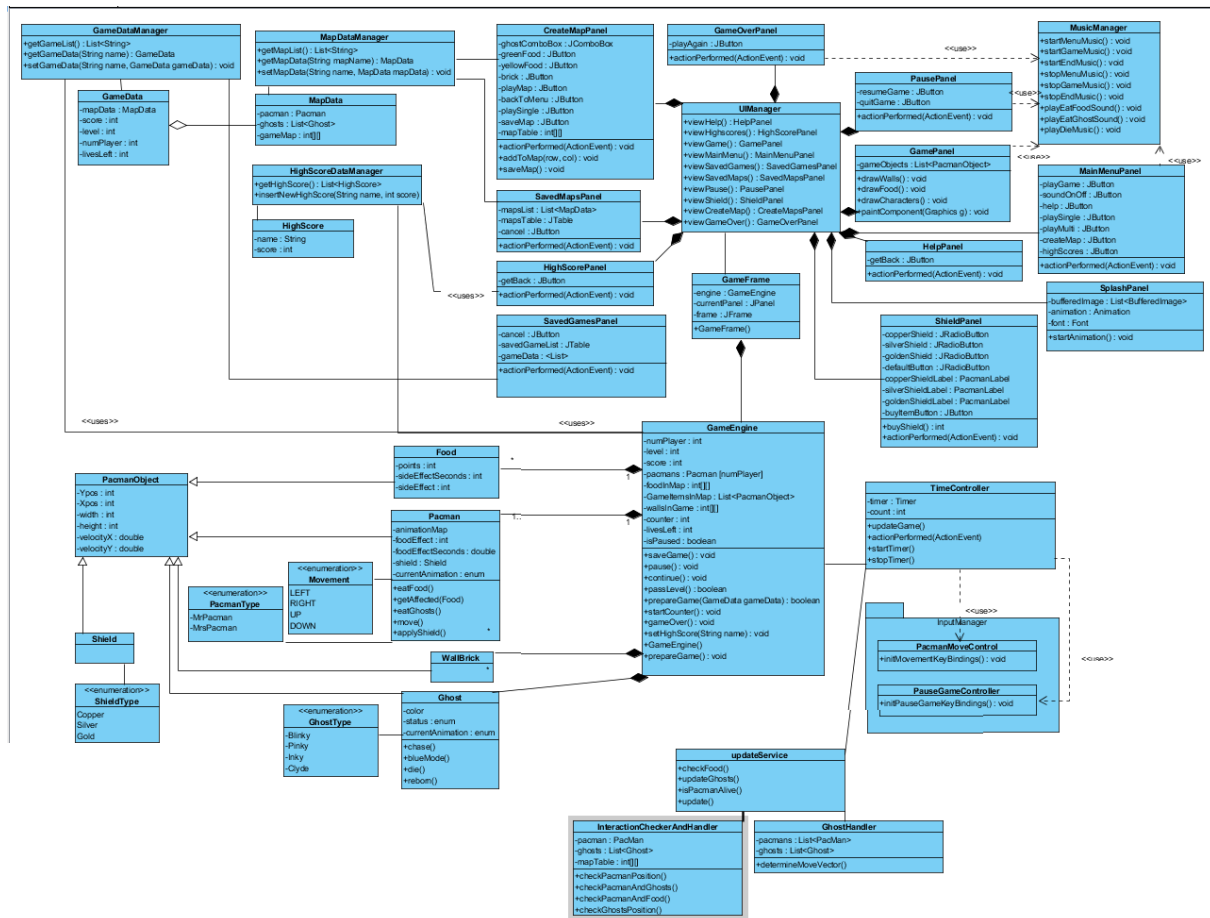 GameDataManager
+getGameList() : List<String>
+getGameData(String name) : GameData
+setGameData(String name, GameData gameData) : void
GameData
-mapData : MapData
-score : int
-level : int
-numPlayer : int
-livesLeft : int
MapDataManager
+getMapList() : List<String>
+getMapData(String mapName) : MapData
+setMapData(String name, MapData mapData) : void
MapData
-pacman : Pacman
-ghosts : List<Ghost>
-gameMap : int[][]
HighScoreDataManager
+getHighScore() : List<HighScore>
+insertNewHighScore(String name, int score)
HighScore
-name : String
-score : int
CreateMapPanel
-ghostComboBox : JComboBox
-greenFood : JButton
-yellowFood : JButton
-brick : JButton
-playMap : JButton
-backToMenu : JButton
-playSingle : JButton
-saveMap : JButton
-mapTable : int[][]
+actionPerformed(ActionEvent) : void
+addToMap(row, col) : void
+saveMap() : void
SavedMapsPanel
-mapsList : List<MapData>
-mapsTable : JTable
-cancel : JButton
+actionPerformed(ActionEvent) : void
HighScorePanel
-getBack : JButton
+actionPerformed(ActionEvent) : void
<<uses>>
SavedGamesPanel
-cancel : JButton
-savedGameList : JTable
-gameData : <List>
+actionPerformed(ActionEvent) : void
GameOverPanel
-playAgain : JButton
+actionPerformed(ActionEvent) : void
<<use>>
UIManager
+viewHelp() : HelpPanel
+viewHighscores() : HighScorePanel
+viewGame() : GamePanel
+viewMainMenu() : MainMenuPanel
+viewSavedGames() : SavedGamesPanel
+viewSavedMaps() : SavedMapsPanel
+viewPause() : PausePanel
+viewShield() : ShieldPanel
+viewCreateMap() : CreateMapsPanel
+viewGameOver() : GameOverPanel
GameFrame
-engine : GameEngine
-currentPanel : JPanel
-frame : JFrame
+GameFrame()
MusicManager
+startMenuMusic() : void
+startGameMusic() : void
+startEndMusic() : void
+stopMenuMusic() : void
+stopGameMusic() : void
+stopEndMusic() : void
+playEatFoodSound() : void
+playEatGhostSound() : void
+playDieMusic() : void
PausePanel
-resumeGame : JButton
-quitGame : JButton
+actionPerformed(ActionEvent) : void
<<use>>
GamePanel
-gameObjects : List<PacmanObject>
+drawWalls() : void
+drawFood() : void
+drawCharacters() : void
+paintComponent(Graphics g) : void
<<use>>
<<use>>
MainMenuPanel
-playGame : JButton
-soundOnOff : JButton
-help : JButton
-playSingle : JButton
-playMulti : JButton
-createMap : JButton
-highScores : JButton
+actionPerformed(ActionEvent) : void
HelpPanel
-getBack : JButton
+actionPerformed(ActionEvent) : void
SplashPanel
-bufferedImage : List<BufferedImage>
-animation : Animation
-font : Font
+startAnimation() : void
ShieldPanel
-copperShield : JRadioButton
-silverShield : JRadioButton
-goldenShield : JRadioButton
-defaultButton : JRadioButton
-copperShieldLabel : PacmanLabel
-silverShieldLabel : PacmanLabel
-goldenShieldLabel : PacmanLabel
-buyItemButton : JButton
+buyShield() : int
+actionPerformed(ActionEvent) : void
<<uses>>
<<uses>>
GameEngine
-numPlayer : int
-level : int
-score : int
-pacmans : Pacman [numPlayer]
-foodInMap : int[][]
-GameItemsInMap : List<PacmanObject>
-wallsInGame : int[][]
-counter : int
-livesLeft : int
-isPaused : boolean
+saveGame() : void
+pause() : void
+continue() : void
+passLevel() : boolean
+prepareGame(GameData gameData) : boolean
+startCounter() : void
+gameOver() : void
+setHighScore(String name) : void
+GameEngine()
+prepareGame() : void
Food
-points : int
-sideEffectSeconds : int
-sideEffect : int
*
1
PacmanObject
-Ypos : int
-Xpos : int
-width : int
-height : int
-velocityX : double
-velocityY : double
Pacman
-animationMap
-foodEffect : int
-foodEffectSeconds : double
-shield : Shield
-currentAnimation : enum
+eatFood()
+getAffected(Food)
+eatGhosts()
+move()
+applyShield()
*
1..
1
<<enumeration>>
Movement
LEFT
RIGHT
UP
DOWN
<<enumeration>>
PacmanType
-MrPacman
-MrsPacman
Shield
<<enumeration>>
ShieldType
Copper
Silver
Gold
WallBrick
*
<<enumeration>>
GhostType
-Blinky
-Pinky
-Inky
-Clyde
Ghost
-color
-status : enum
-currentAnimation : enum
+chase()
+blueMode()
+die()
+reborn()
TimeController
-timer : Timer
-count : int
+updateGame()
+actionPerformed(ActionEvent)
+startTimer()
+stopTimer()
<<use>>
InputManager
PacmanMoveControl
+initMovementKeyBindings() : void
<<use>>
PauseGameController
+initPauseGameKeyBindings() : void
updateService
+checkFood()
+updateGhosts()
+isPacmanAlive()
+update()
InteractionCheckerAndHandler
-pacman : PacMan
-ghosts : List<Ghost>
-mapTable : int[][]
+checkPacmanPosition()
+checkPacmanAndGhosts()
+checkPacmanAndFood()
+checkGhostsPosition()
GhostHandler
-pacmans : List<PacMan>
-ghosts : List<Ghost>
+determineMoveVector()